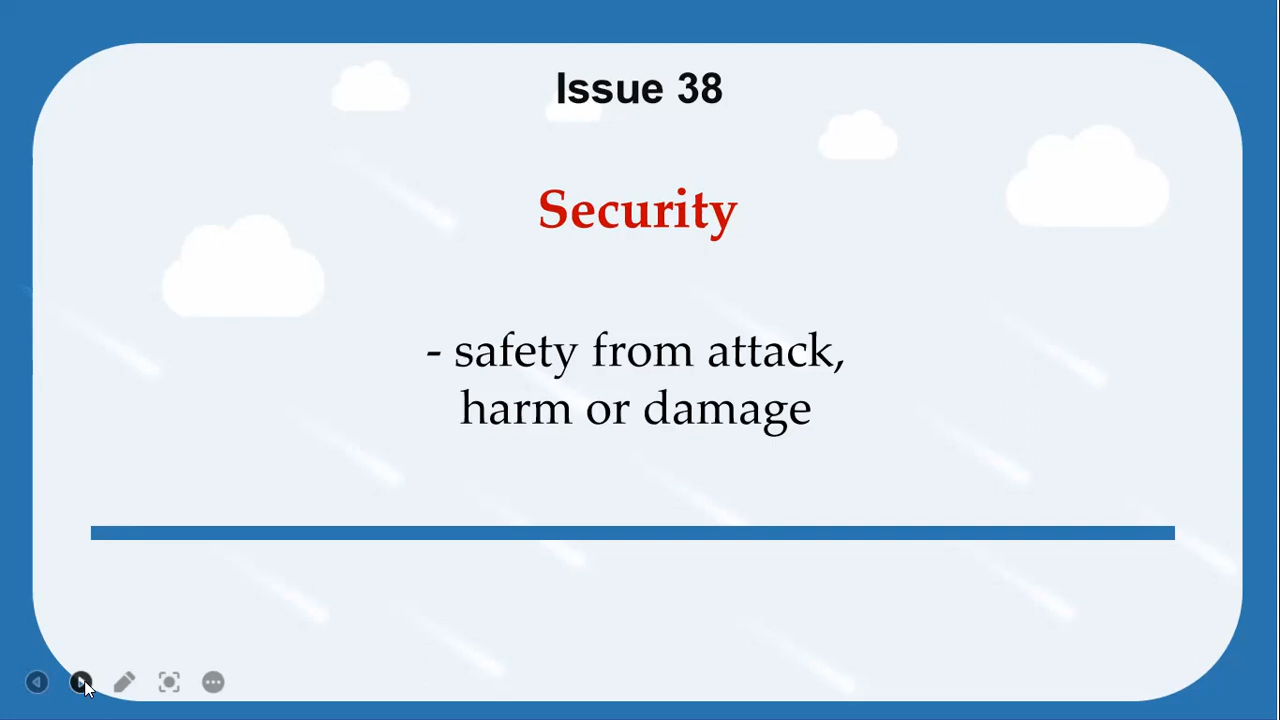 Issue 38
Security
- safety from attack,
harm or damage